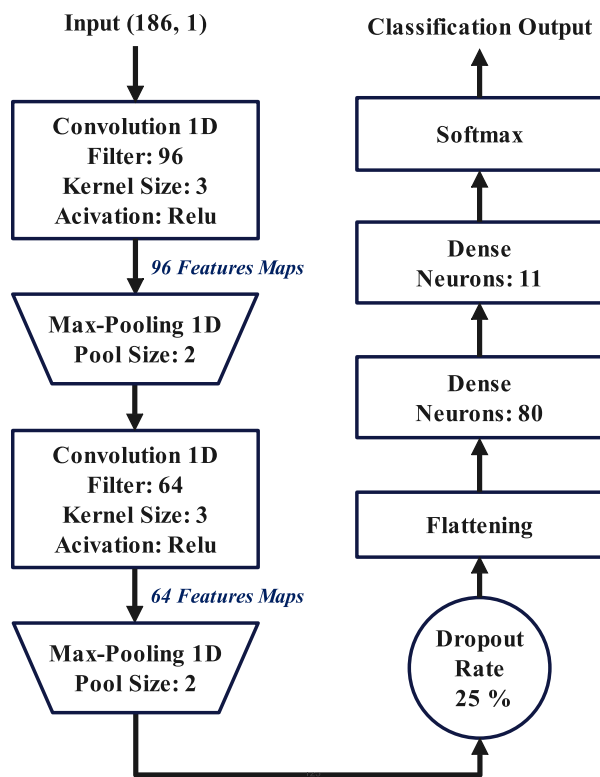 Input (186, 1)
Convolution 1D
Filter: 96
Kernel Size: 3
Acivation: Relu
96 Features Maps
Max-Pooling 1D
Pool Size: 2
Convolution 1D
Filter: 64
Kernel Size: 3
Acivation: Relu
64 Features Maps
Max-Pooling 1D
Pool Size: 2
Dropout
Rate
25 %
Flattening
Dense
Neurons: 80
Dense
Neurons: 11
Softmax
Classification Output